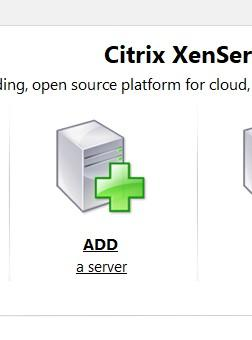 Citrix XenSer
ding, open source platform for cloud,
ADD
a server